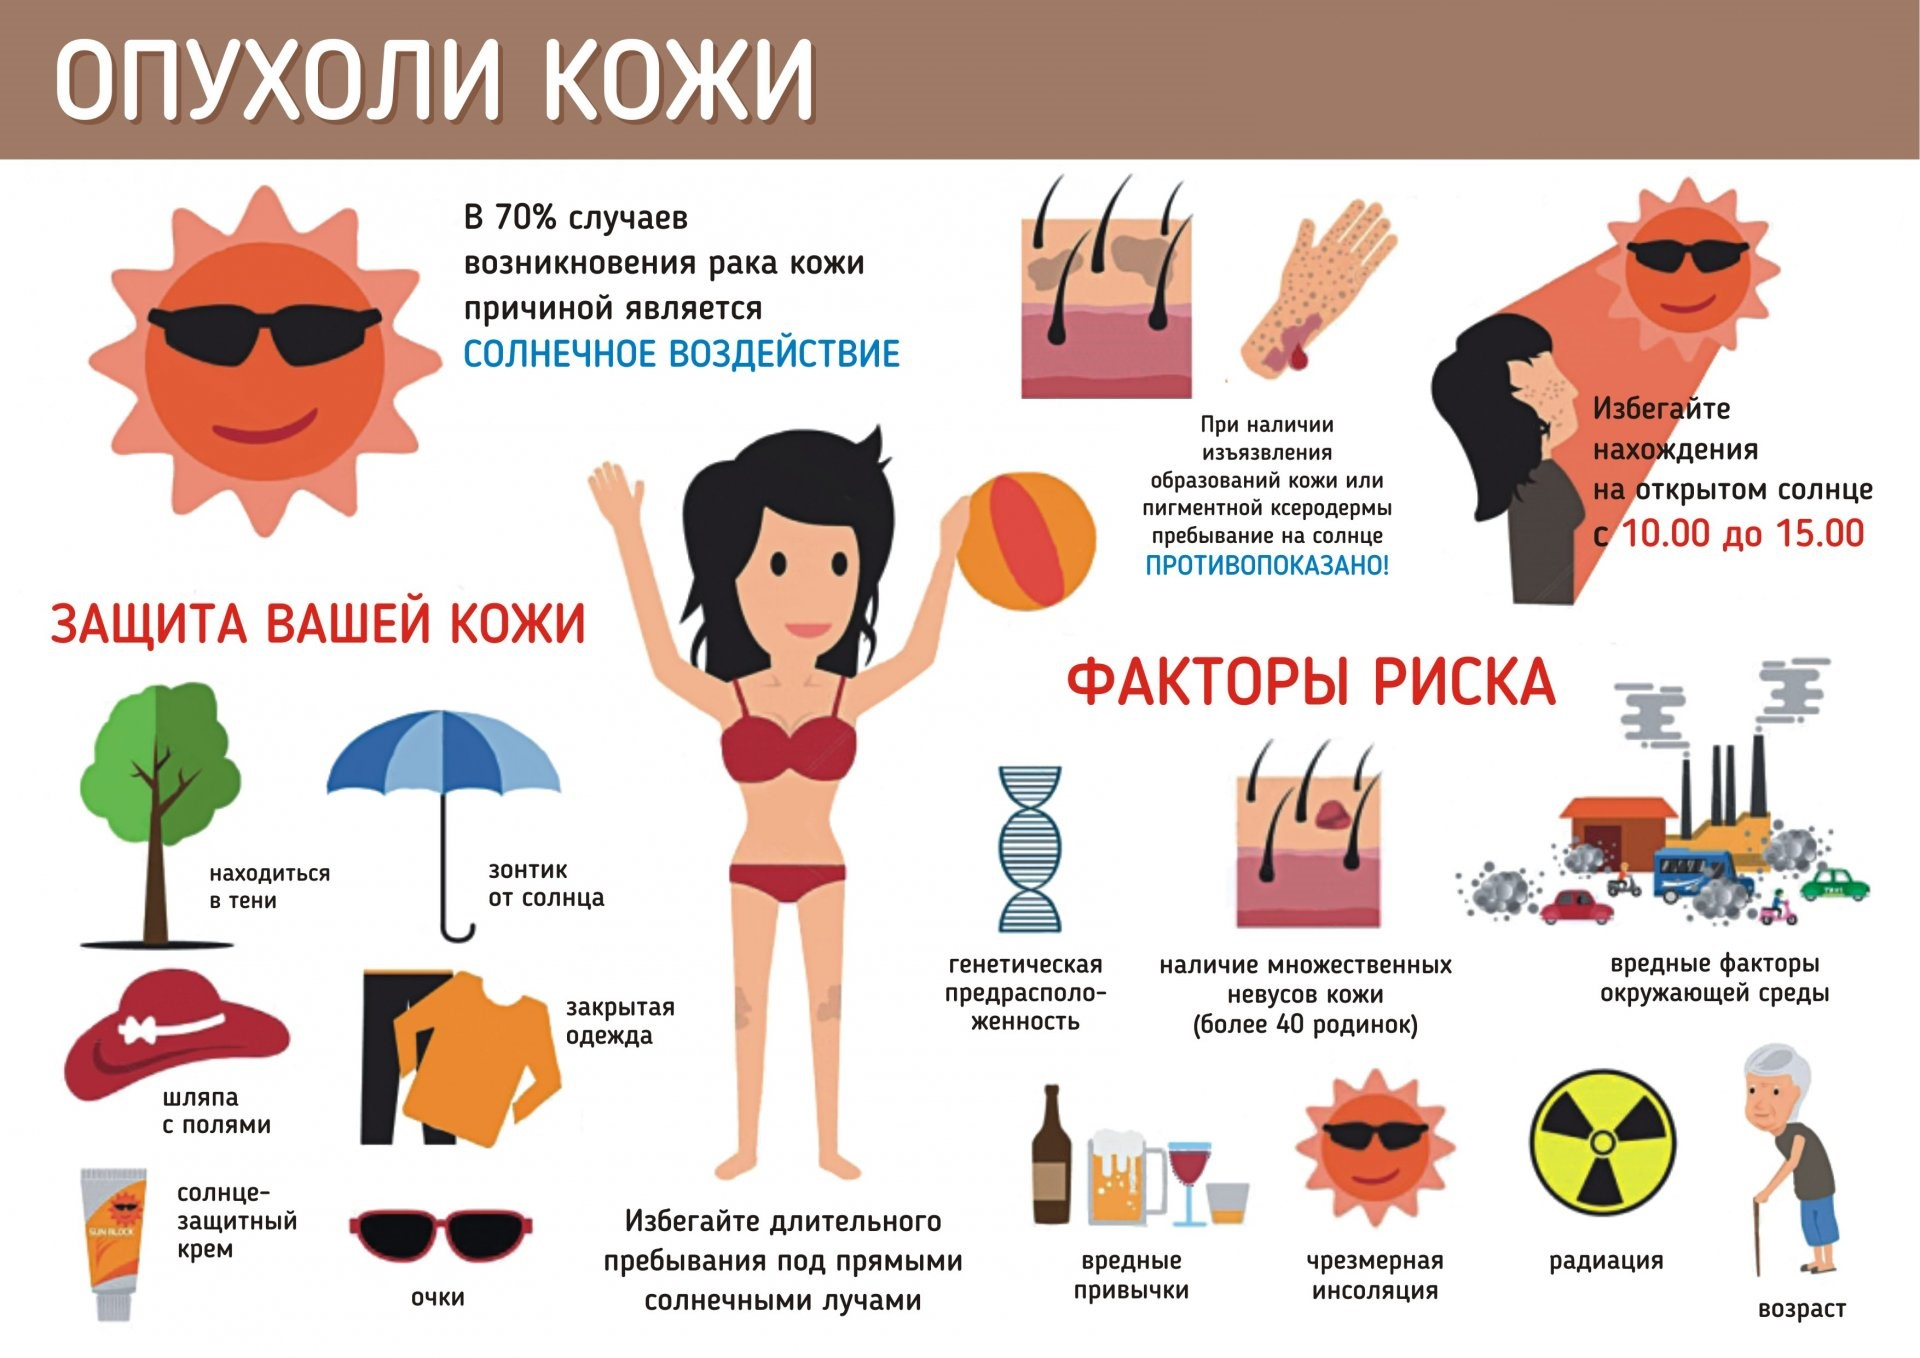 ОПУХОЛИ КОЖИ
В 70% случаев
возникновения рака кожи
причиной является
СОЛНЕЧНОЕ ВОЗДЕЙСТВИЕ
При наличии
изъязвления
образований кожи или
пигментной ксеродермы
пребывание на солнце
ПРОТИВОПОКАЗАНО!
Избегайте
нахождения
на открытом солнце
с 10.00 до 15.00
ЗАЩИТА ВАШЕЙ КОЖИ
находиться
в тени
зонтик
от солнца
шляпа
с полями
закрытая
одежда
SUN BLOCK
солнце-
защитный
крем
очки
Избегайте длительного
пребывания под прямыми
солнечными лучами
ФАКТОРЫ РИСКА
генетическая
предрасполо-
женность
наличие множественных
невусов кожи
(более 40 родинок)
TAXI
вредные факторы
окружающей среды
вредные
привычки
чрезмерная
инсоляция
радиация
возраст